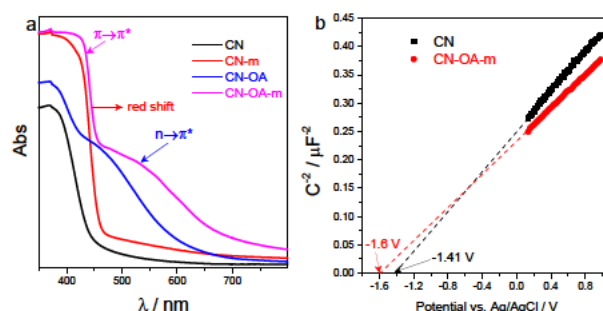 a
π→π*
CN
CN-m
CN-OA
CN-OA-m
red shift
n→π*
Abs
400 500 600 700
λ / nm
b
CN
CN-OA-m
C⁻² / μF⁻²
0.45
0.40
0.35
0.30
0.25
0.20
0.15
0.10
0.05
0.00
-1.6 V
-1.41 V
-1.6 -1.2 -0.8 -0.4 0.0 0.4 0.8
Potential vs. Ag/AgCl / V